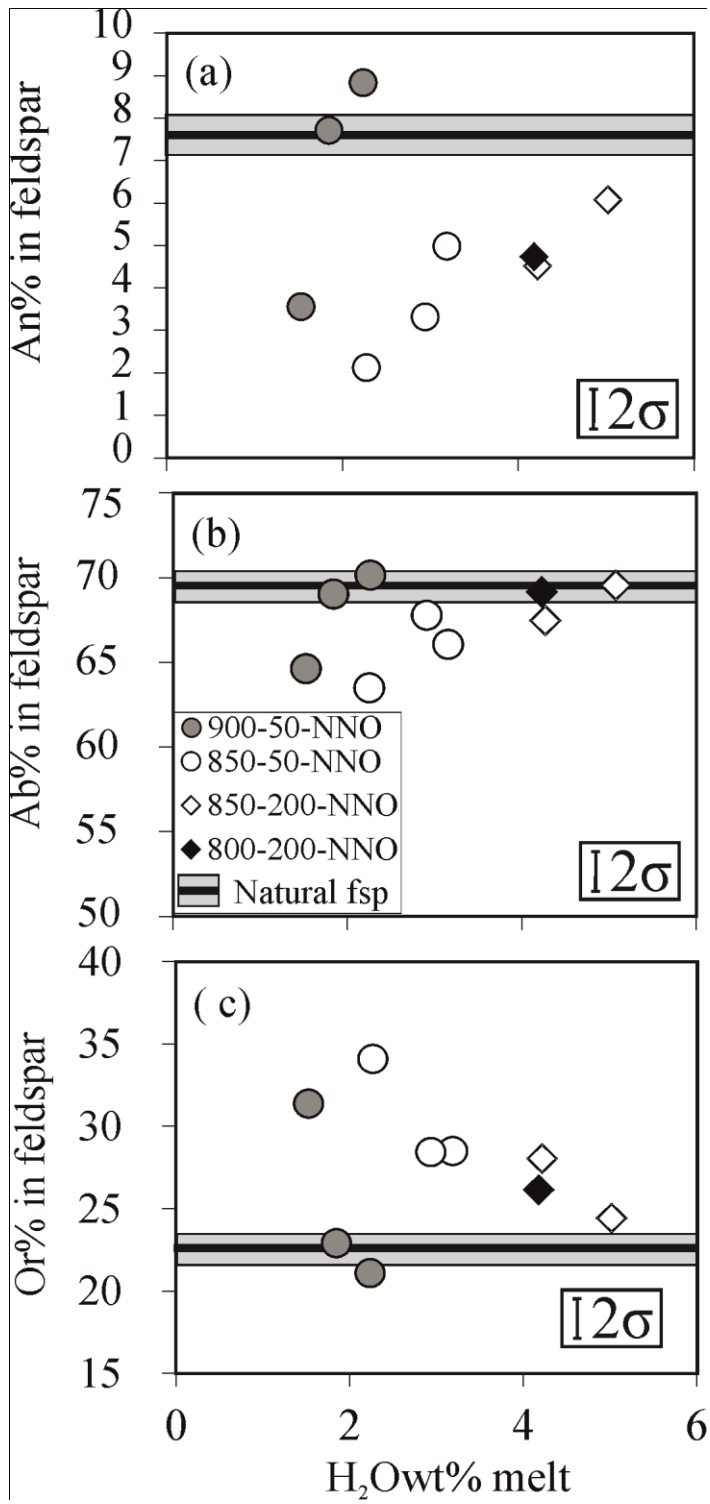 An% in feldspar
10
9
8
7
6
5
4
3
2
1
0
(a)
2σ
Ab% in feldspar
75
70
65
60
55
50
(b)
900-50-NNO
850-50-NNO
850-200-NNO
800-200-NNO
Natural fsp
2σ
Or% in feldspar
40
35
30
25
20
15
( c)
2σ
0 2 4 6
H₂Owt% melt